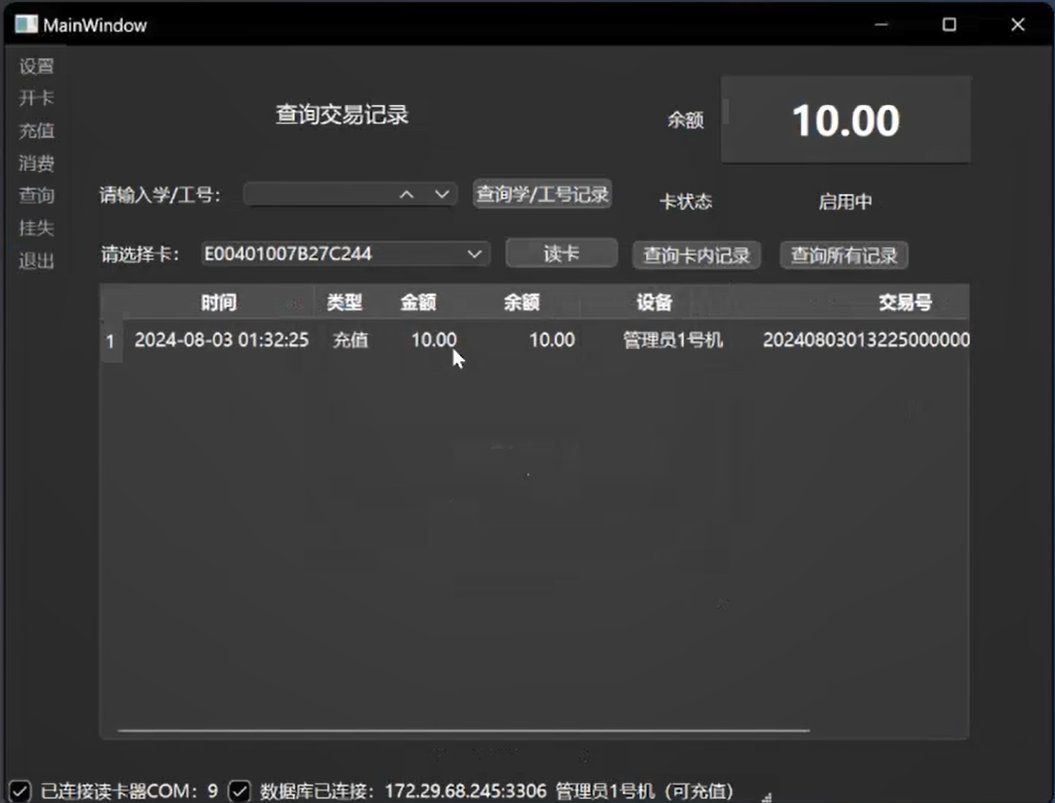 MainWindow
设置
开卡
充值
消费
查询
挂失
退出
查询交易记录
余额
10.00
请输入学/工号：
查询学/工号记录
卡状态
启用中
请选择卡：
E00401007B27C244
读卡
查询卡内记录
查询所有记录
时间 类型 金额 余额 设备 交易号
1 2024-08-03 01:32:25 充值 10.00 10.00 管理员1号机 20240803013225000000
已连接读卡器COM：9 数据库已连接：172.29.68.245:3306 管理员1号机（可充值）